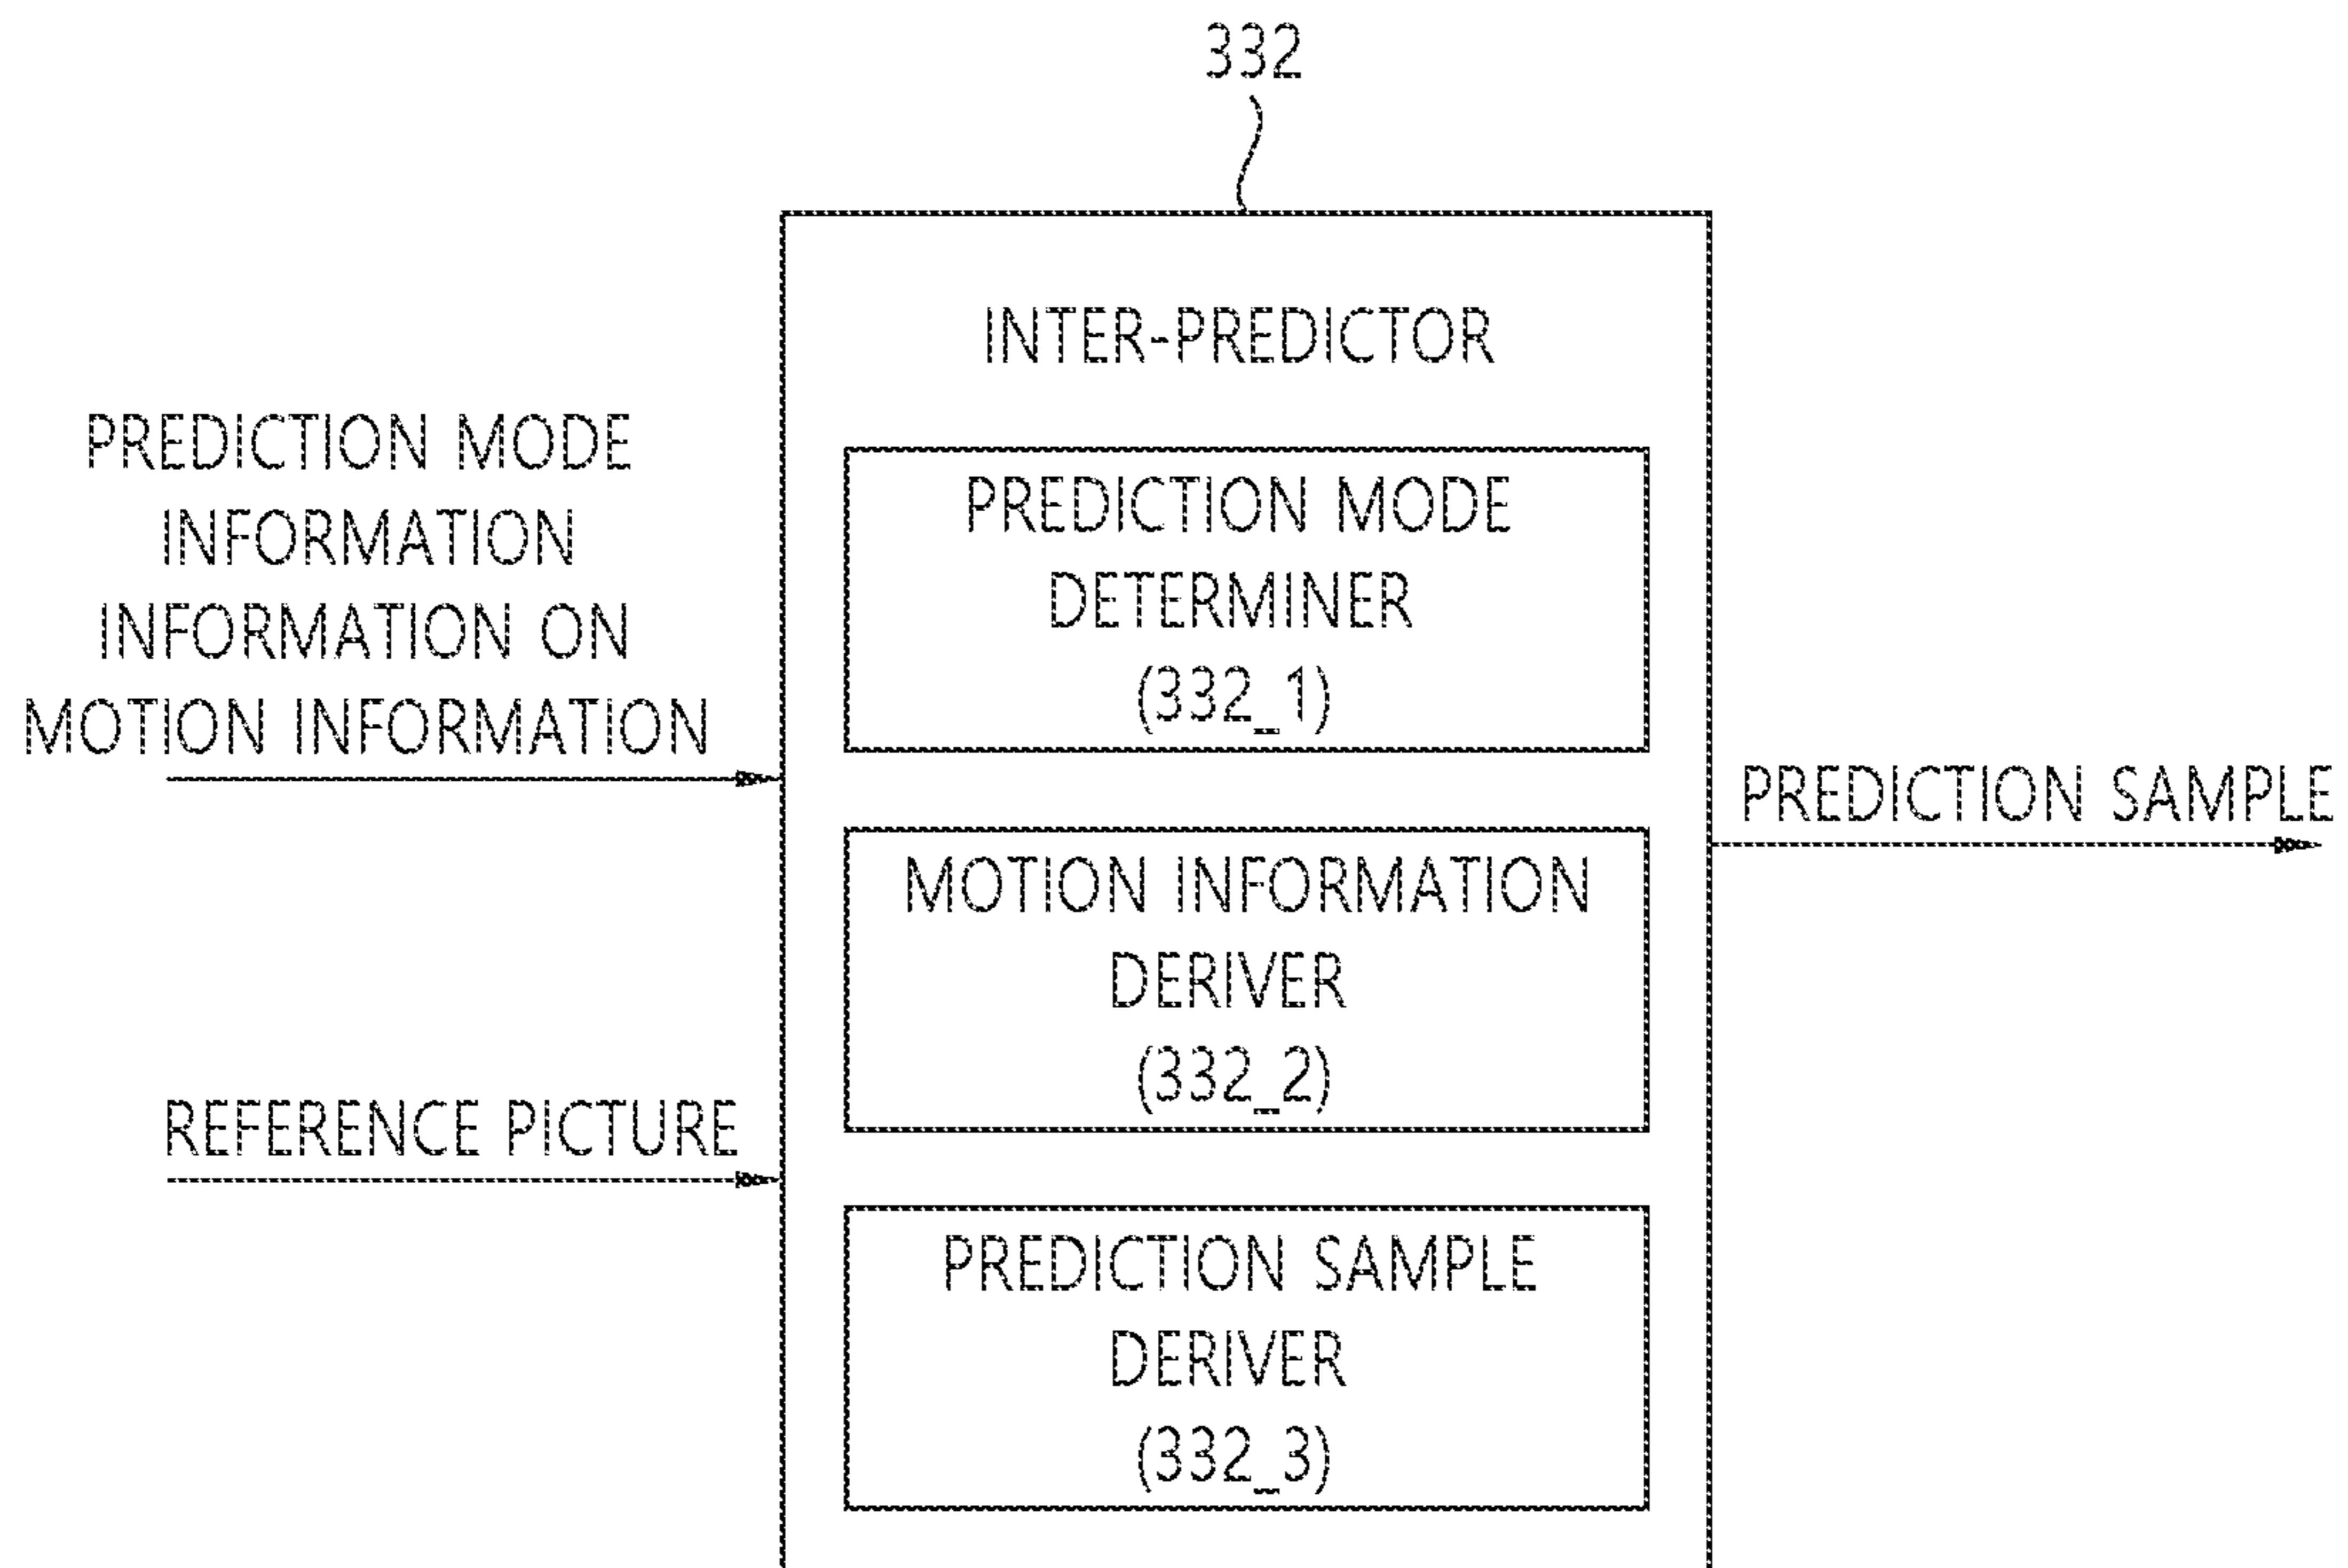 332
INTER-PREDICTOR
PREDICTION MODE
INFORMATION
INFORMATION ON
MOTION INFORMATION
REFERENCE PICTURE
PREDICTION MODE
DETERMINER
(332_1)
MOTION INFORMATION
DERIVER
(332_2)
PREDICTION SAMPLE
DERIVER
(332_3)
PREDICTION SAMPLE